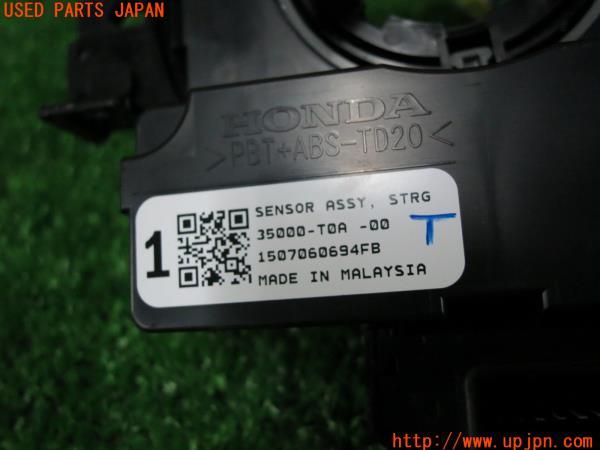 USED PARTS JAPAN
HONDA
>PBT+ABS-TD20<
1
SENSOR ASSY, STRG
35000-T0A -00
1507060694FB
MADE IN MALAYSIA
T
http://www.upjpn.com/